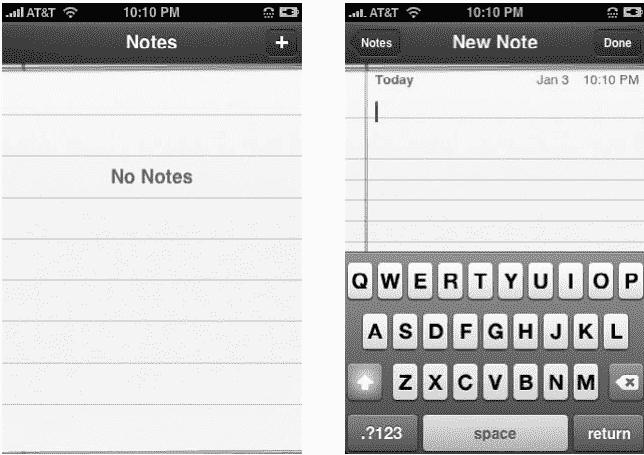 AT&T 10:10 PM
Notes +
No Notes
AT&T 10:10 PM
Notes New Note Done
Today Jan 3 10:10 PM
Q W E R T Y U I O P
A S D F G H J K L
Z X C V B N M
.?123 space return